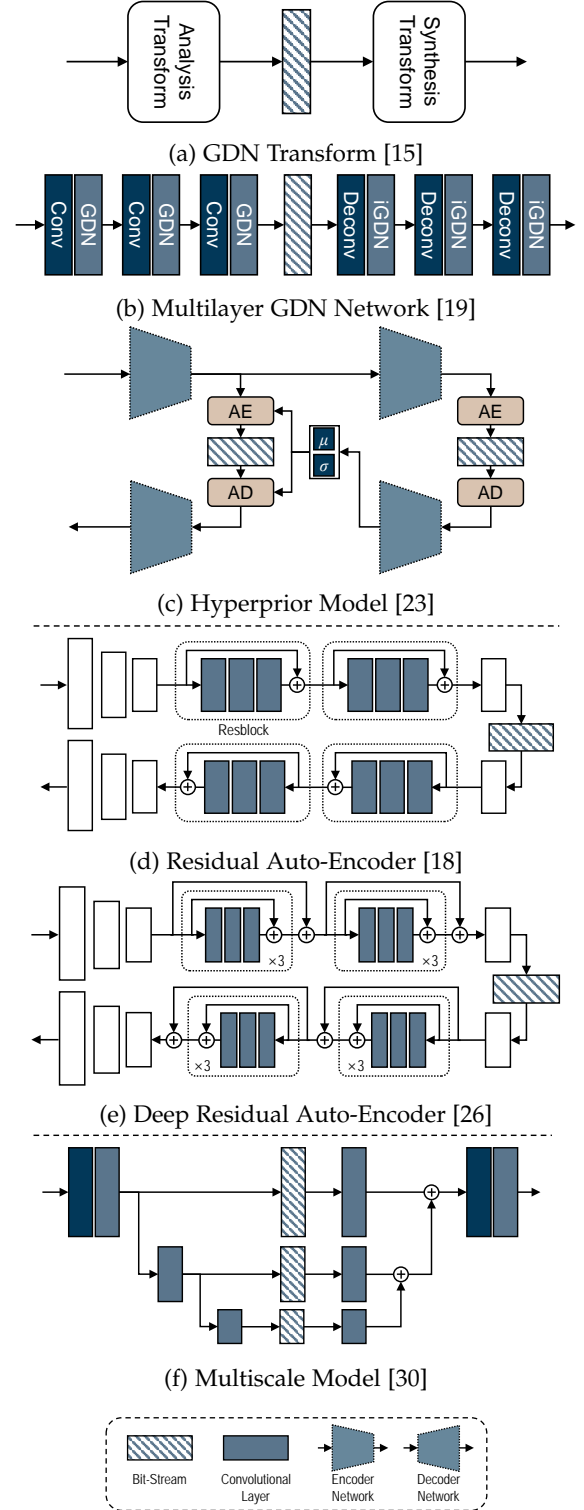 Analysis
Transform
Synthesis
Transform
(a) GDN Transform [15]
Conv GDN Conv GDN Conv GDN Deconv iGDN Deconv iGDN Deconv iGDN
(b) Multilayer GDN Network [19]
AE AE
μ
σ
AD AD
(c) Hyperprior Model [23]
Resblock
(d) Residual Auto-Encoder [18]
×3 ×3
×3 ×3
(e) Deep Residual Auto-Encoder [26]
(f) Multiscale Model [30]
Bit-Stream
Convolutional
Layer
Encoder
Network
Decoder
Network